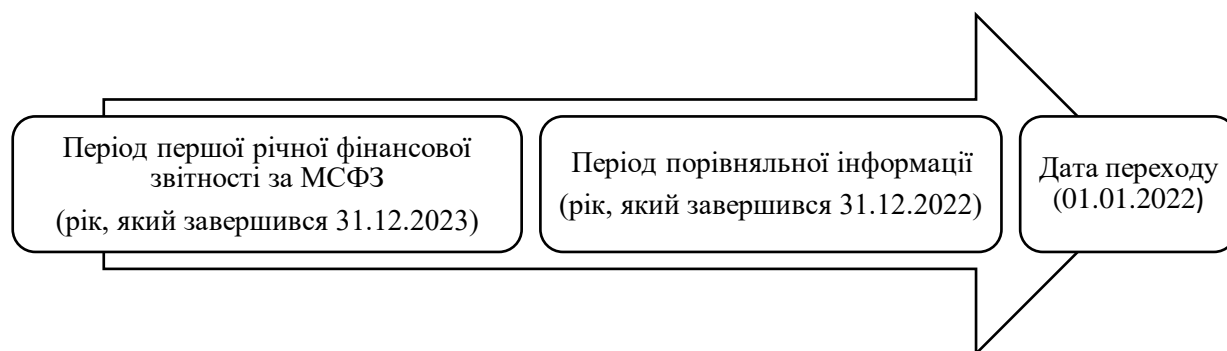 Період першої річної фінансової
звітності за МСФЗ
(рік, який завершився 31.12.2023)
Період порівняльної інформації
(рік, який завершився 31.12.2022)
Дата переходу
(01.01.2022)